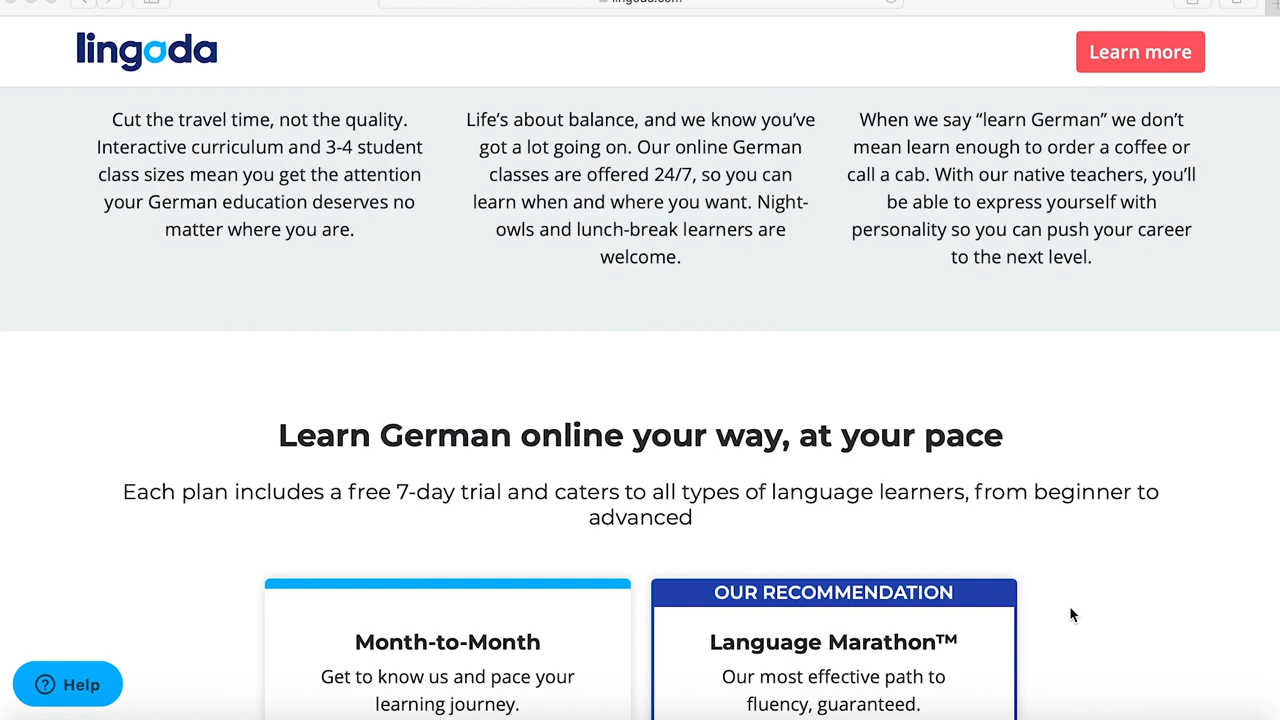 lingoda
Learn more
Cut the travel time, not the quality.
Interactive curriculum and 3-4 student
class sizes mean you get the attention
your German education deserves no
matter where you are.
Life’s about balance, and we know you’ve
got a lot going on. Our online German
classes are offered 24/7, so you can
learn when and where you want. Night-
owls and lunch-break learners are
welcome.
When we say “learn German” we don’t
mean learn enough to order a coffee or
call a cab. With our native teachers, you’ll
be able to express yourself with
personality so you can push your career
to the next level.
Learn German online your way, at your pace
Each plan includes a free 7-day trial and caters to all types of language learners, from beginner to
advanced
Month-to-Month
Get to know us and pace your
learning journey.
OUR RECOMMENDATION
Language Marathon™
Our most effective path to
fluency, guaranteed.
Help